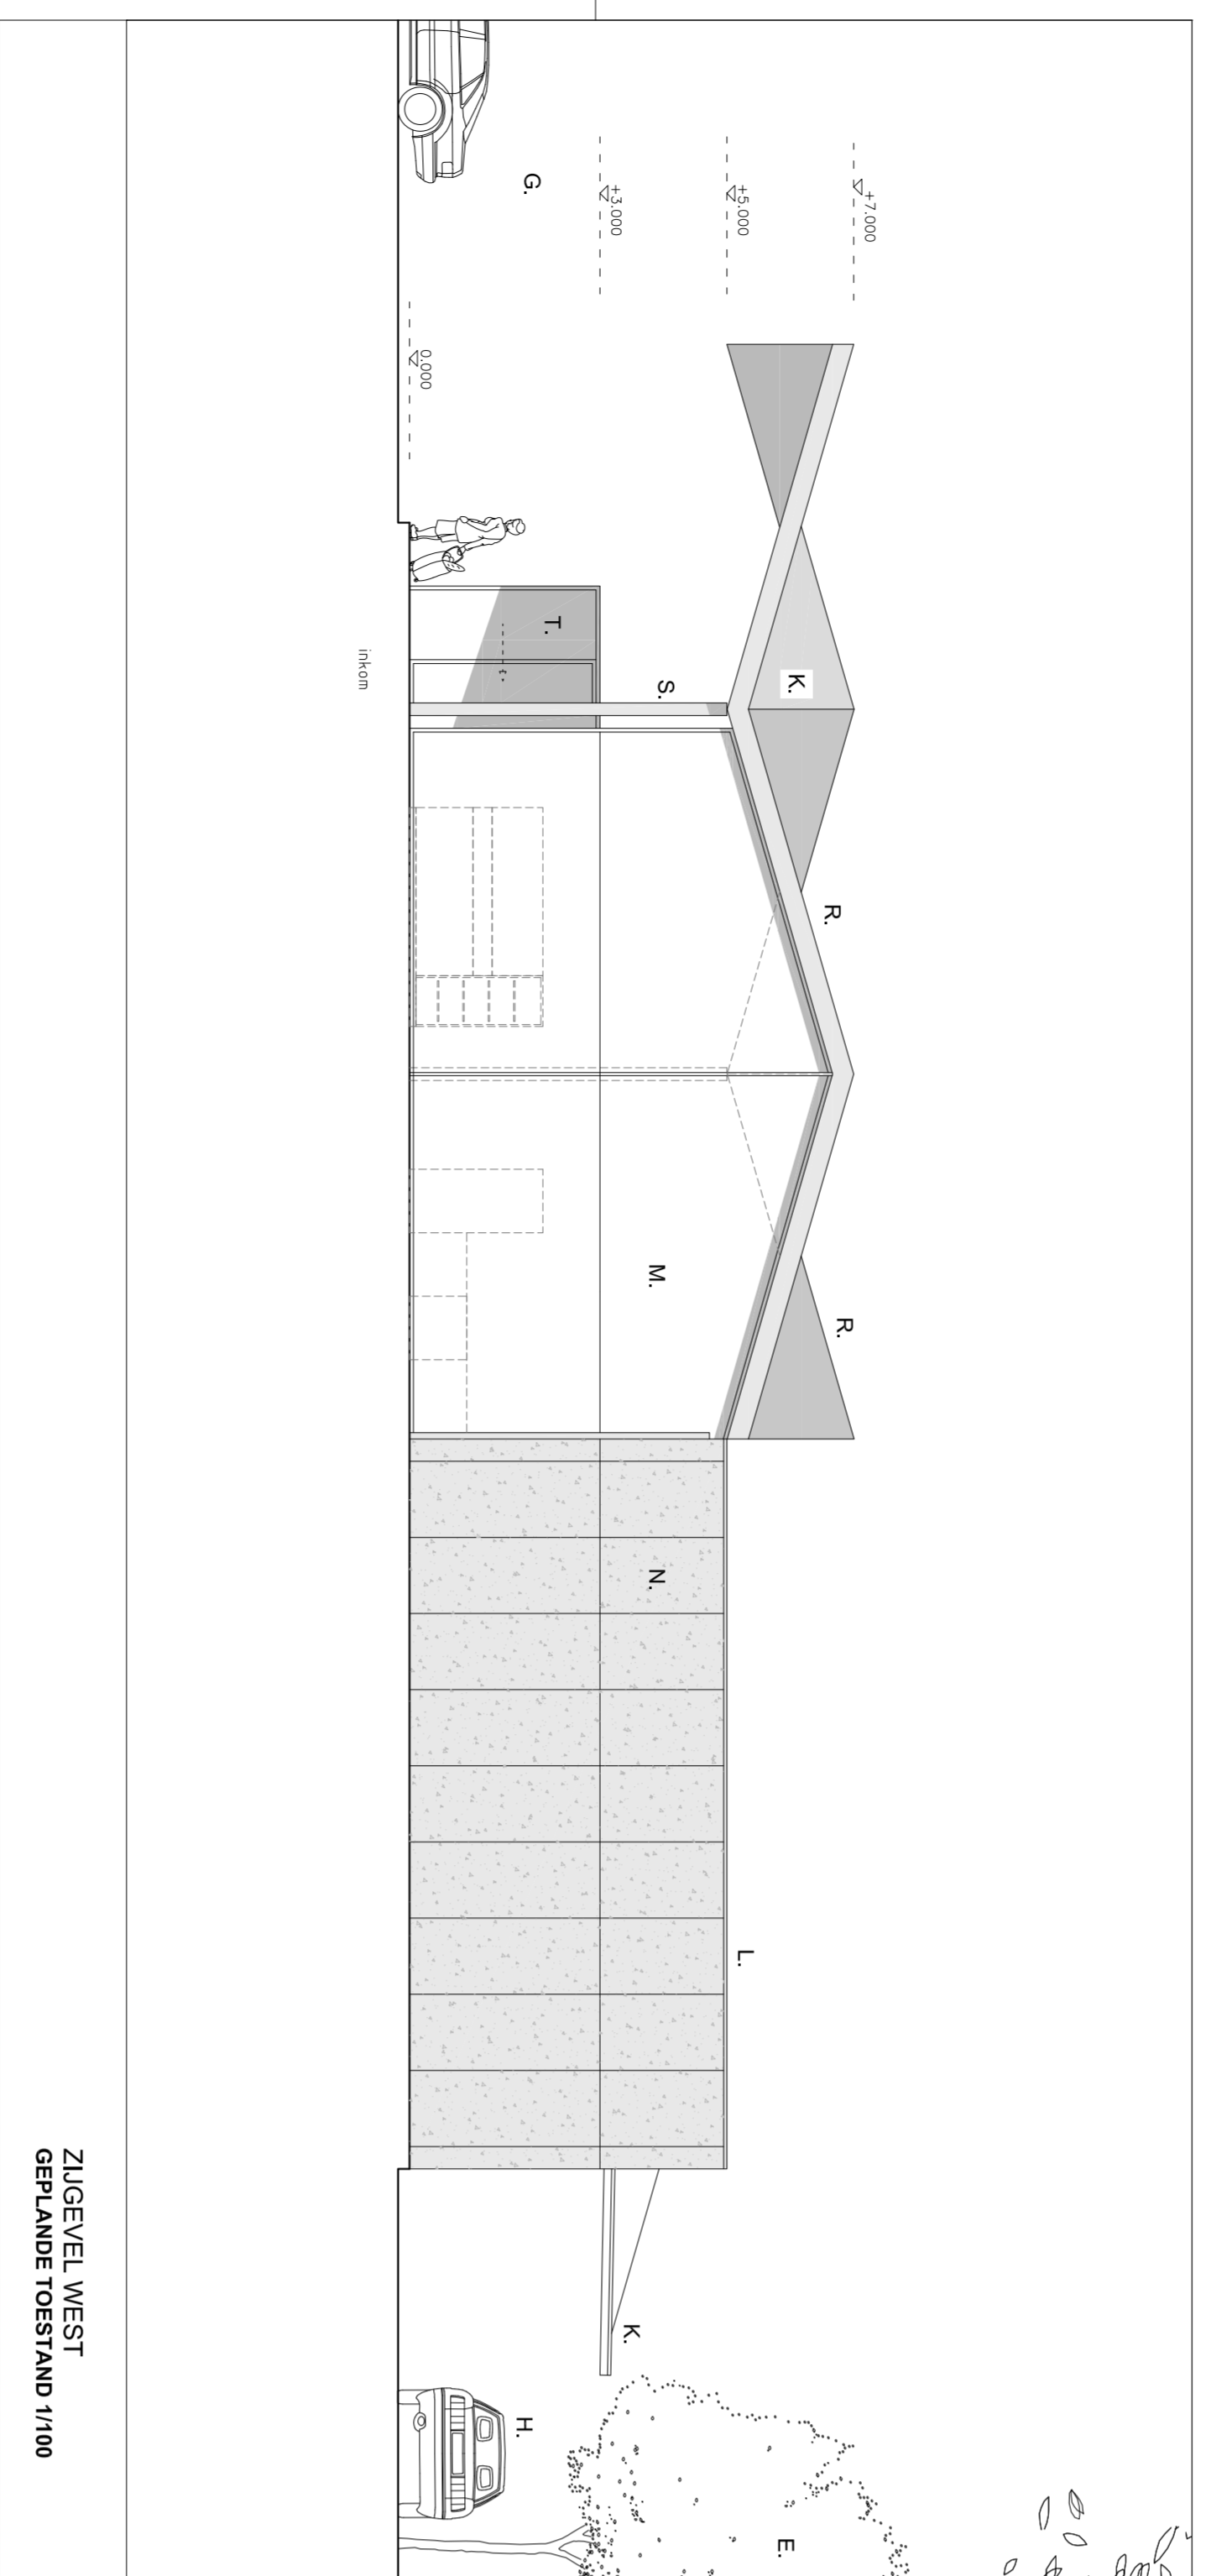 +7.000
+5.000
+3.000
0.000
G.
T.
inkom
S.
K.
R.
M.
R.
N.
L.
K.
H.
E.
ZIJGEVEL WEST
GEPLANDE TOESTAND 1/100